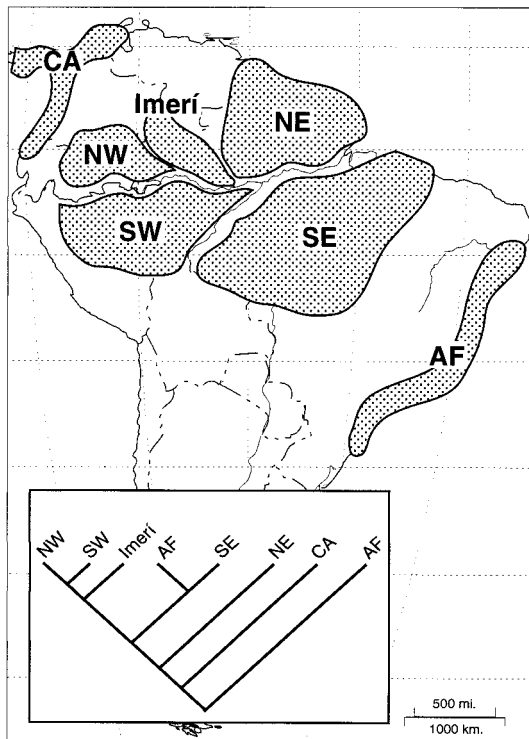 CA
Imerí
NE
NW
SW
SE
AF
NW
SW
Imerí
AF
SE
NE
CA
AF
500 mi.
1000 km.